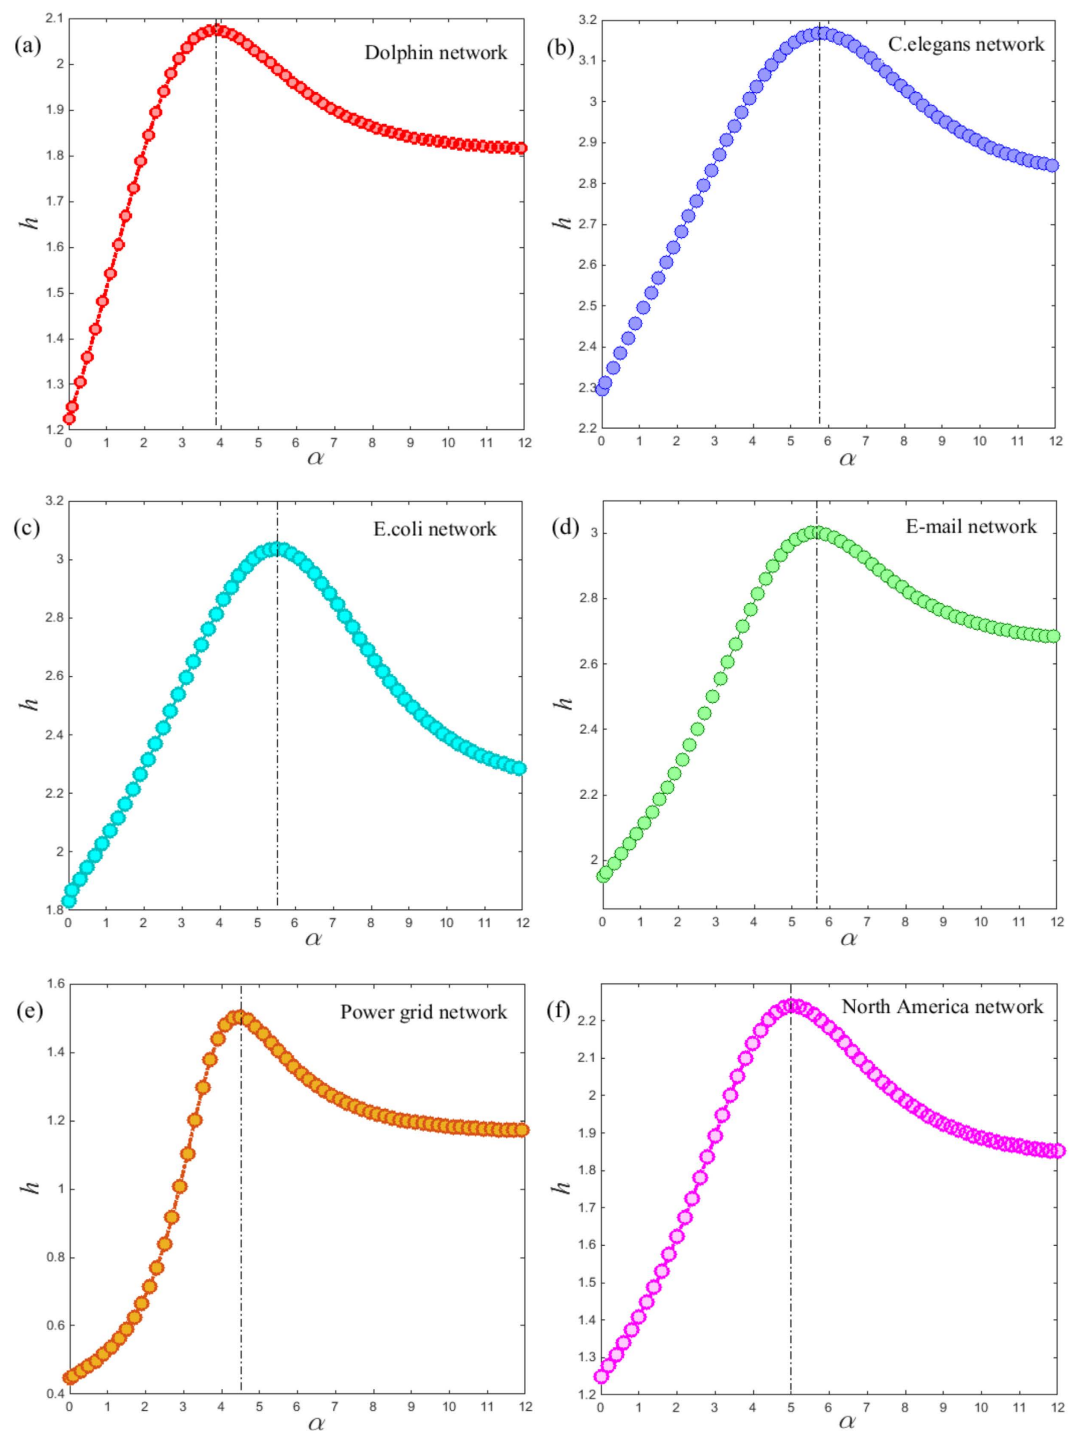 (a)
Dolphin network
2.1
2
1.9
1.8
1.7
1.6
1.5
1.4
1.3
1.2
h
0 1 2 3 4 5 6 7 8 9 10 11 12
α
(b)
C.elegans network
3.2
3.1
3
2.9
2.8
2.7
2.6
2.5
2.4
2.3
2.2
h
0 1 2 3 4 5 6 7 8 9 10 11 12
α
(c)
E.coli network
3.2
3
2.8
2.6
2.4
2.2
2
1.8
h
0 1 2 3 4 5 6 7 8 9 10 11 12
α
(d)
E-mail network
3
2.8
2.6
2.4
2.2
2
h
0 1 2 3 4 5 6 7 8 9 10 11 12
α
(e)
Power grid network
1.6
1.4
1.2
1
0.8
0.6
0.4
h
0 1 2 3 4 5 6 7 8 9 10 11 12
α
(f)
North America network
2.2
2.1
2
1.9
1.8
1.7
1.6
1.5
1.4
1.3
1.2
h
0 1 2 3 4 5 6 7 8 9 10 11 12
α